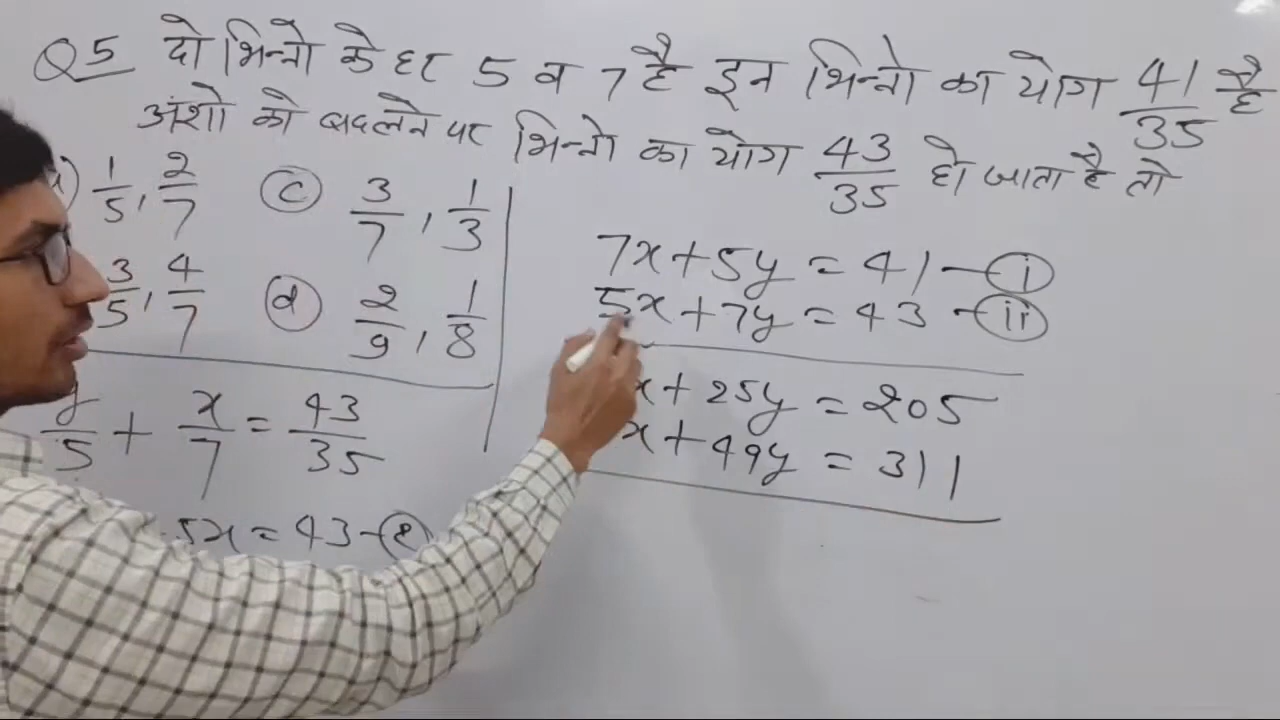 Q5 दो भिन्नो के हर 5 व 7 है इन भिन्नो का योग 41/35 है
अंशो को बदलेने पर भिन्नो का योग 43/35 हो जाता है तो
1/5, 2/7 (c) 3/7, 1/3
3/5, 4/7 (d) 2/9, 1/8
y/5 + x/7 = 43/35
5x = 43 - (2)
7x + 5y = 41 - (i)
5x + 7y = 43 - (ii)
x + 25y = 205
x + 49y = 311